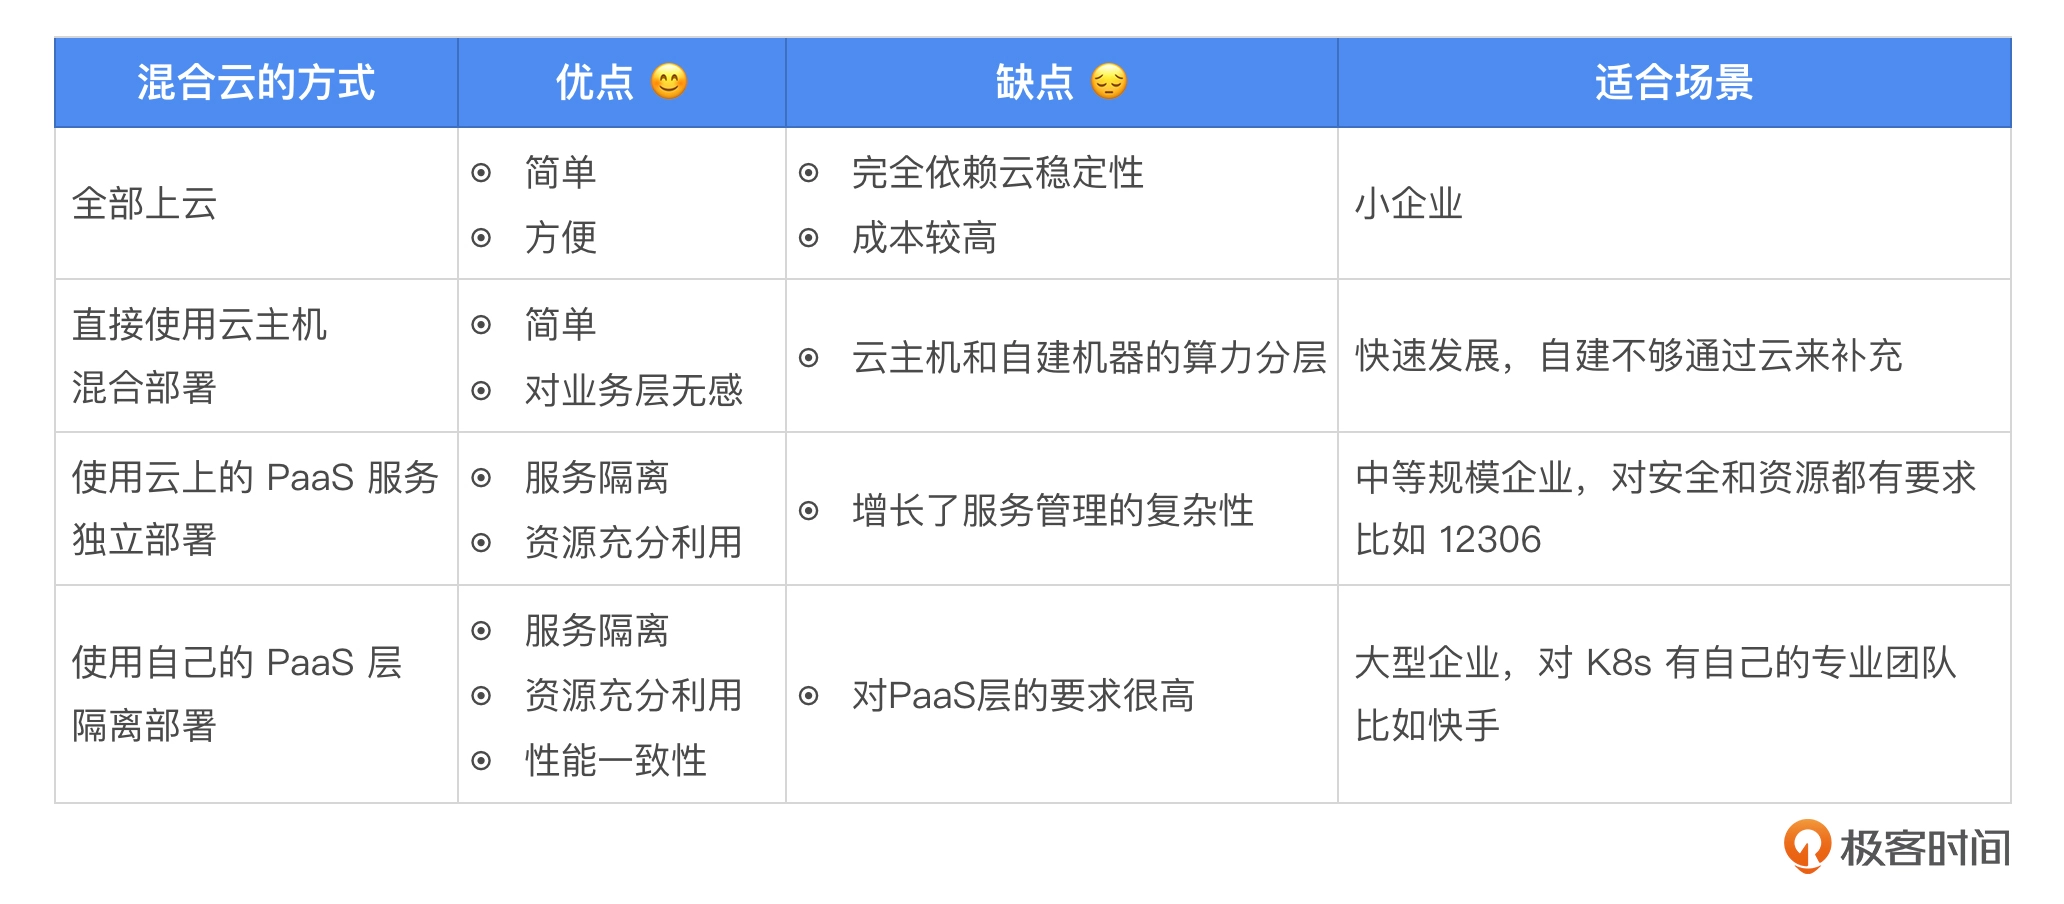 混合云的方式
优点 😊
缺点 😔
适合场景
全部上云
简单
方便
完全依赖云稳定性
成本较高
小企业
直接使用云主机
混合部署
简单
对业务层无感
云主机和自建机器的算力分层
快速发展，自建不够通过云来补充
使用云上的 PaaS 服务
独立部署
服务隔离
资源充分利用
增长了服务管理的复杂性
中等规模企业，对安全和资源都有要求
比如 12306
使用自己的 PaaS 层
隔离部署
服务隔离
资源充分利用
性能一致性
对PaaS层的要求很高
大型企业，对 K8s 有自己的专业团队
比如快手
极客时间